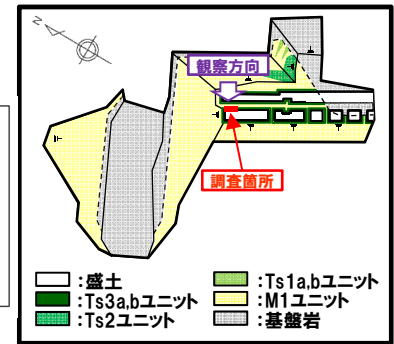 N
観察方向
調査箇所
:盛土
:Ts3a,bユニット
:Ts2ユニット
:Ts1a,bユニット
:M1ユニット
:基盤岩